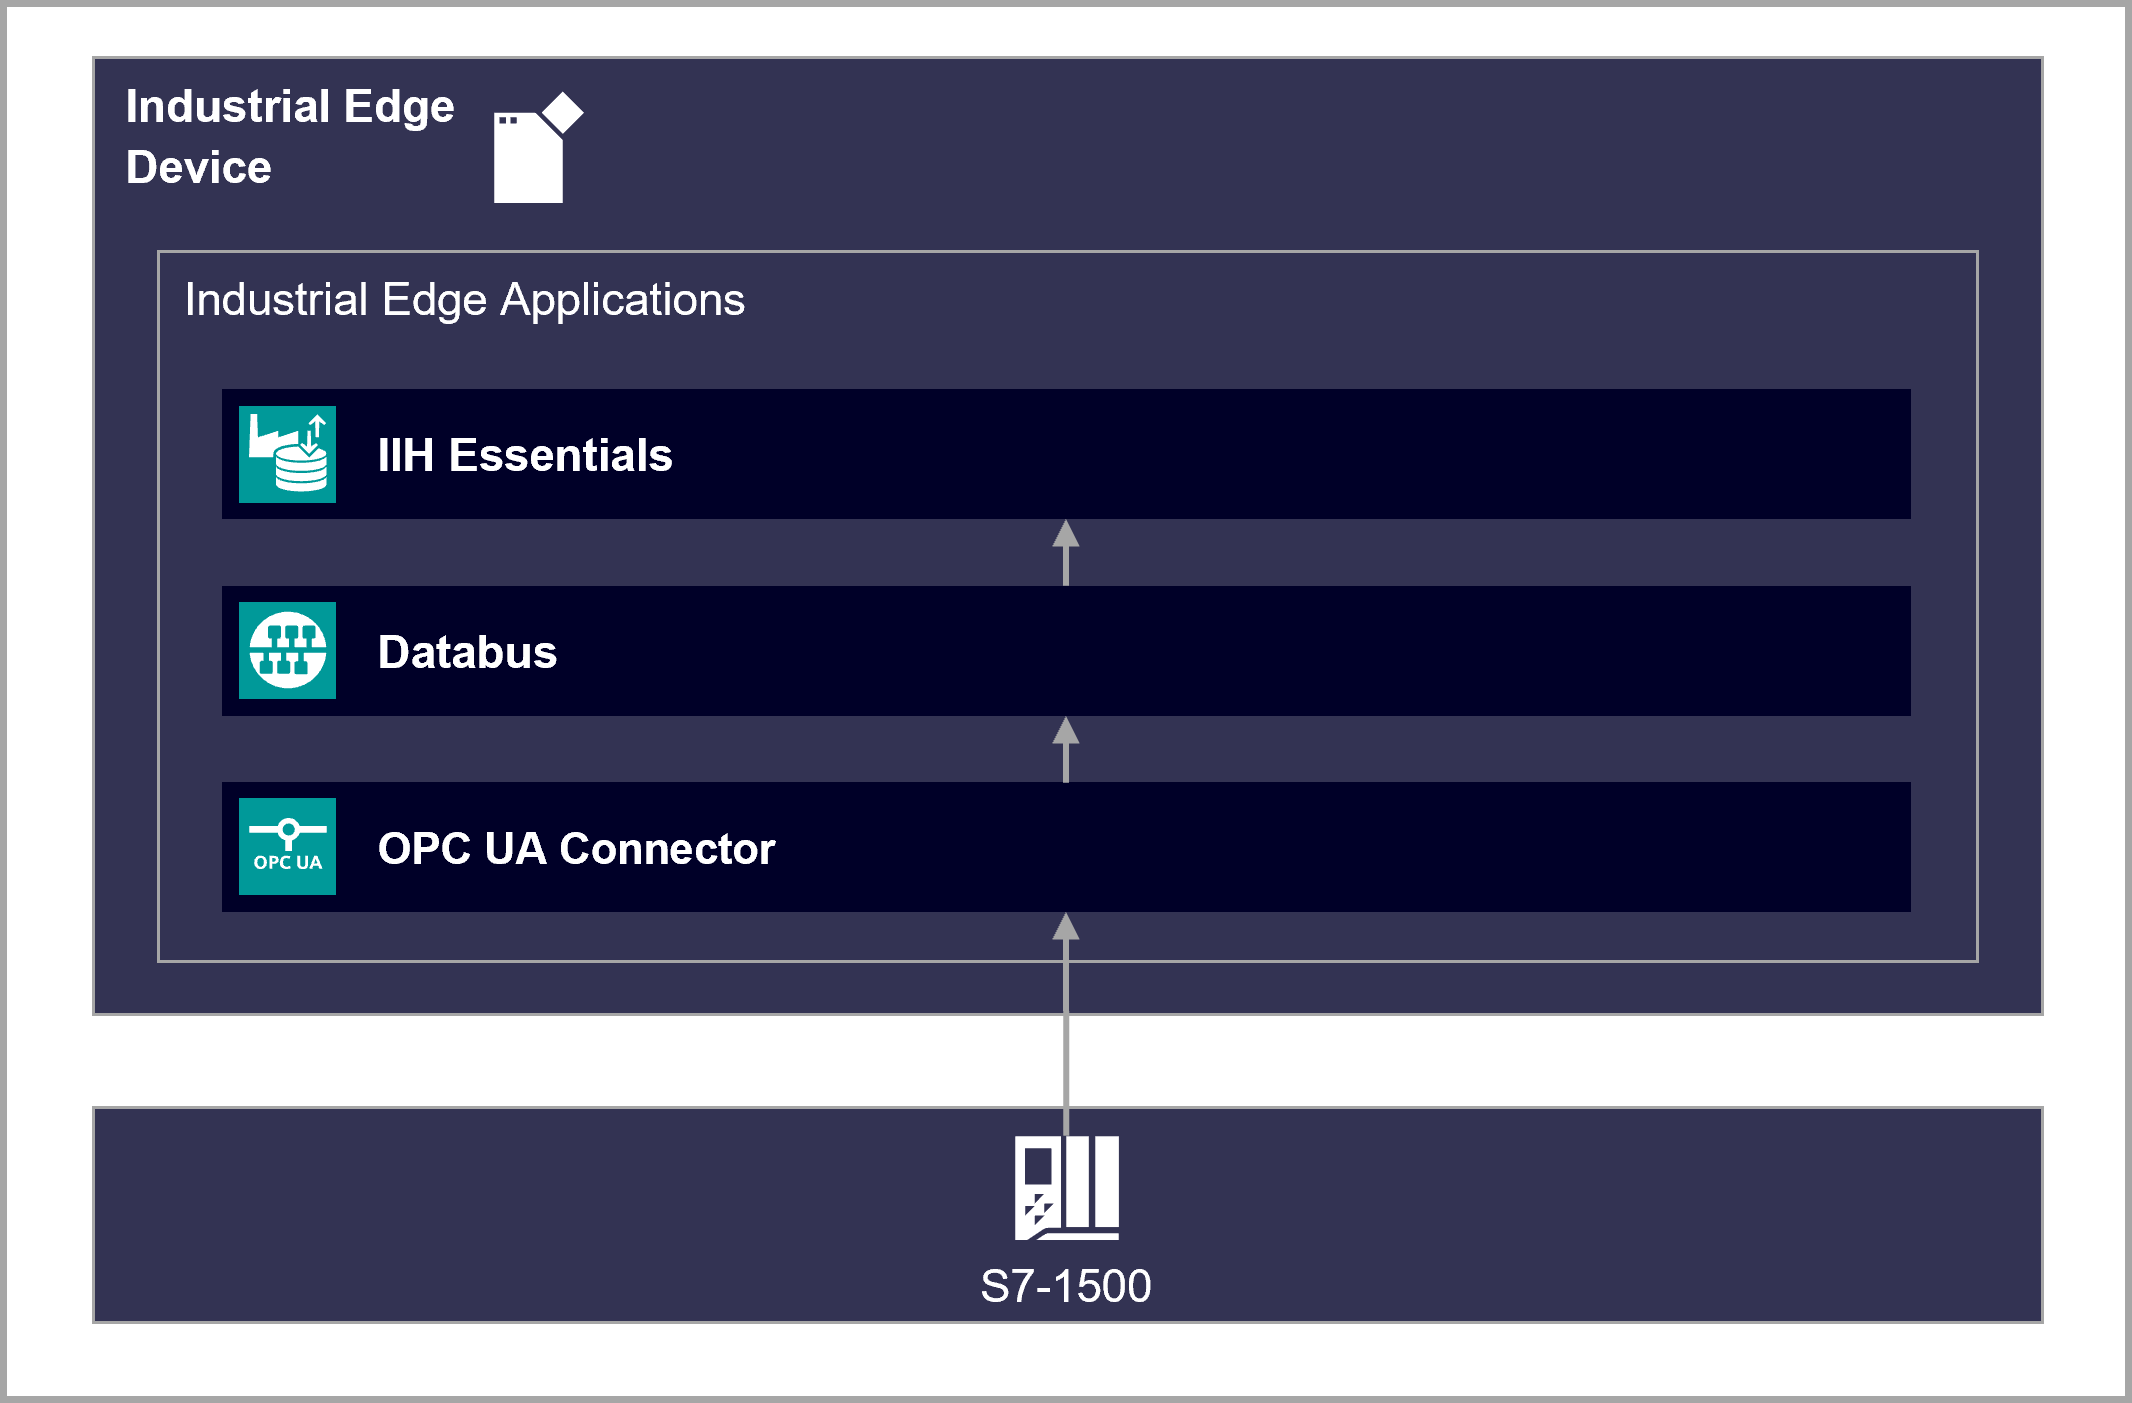 Industrial Edge
Device
Industrial Edge Applications
IIH Essentials
Databus
OPC UA
OPC UA Connector
S7-1500